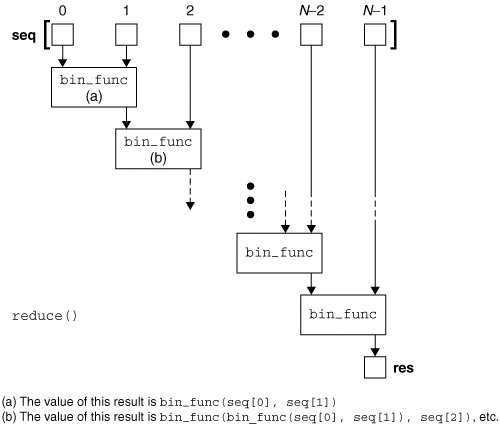 0 1 2 N–2 N–1
seq [ ]
bin_func
(a)
bin_func
(b)
bin_func
bin_func
reduce()
res
(a) The value of this result is bin_func(seq[0], seq[1])
(b) The value of this result is bin_func(bin_func(seq[0], seq[1]), seq[2]), etc.